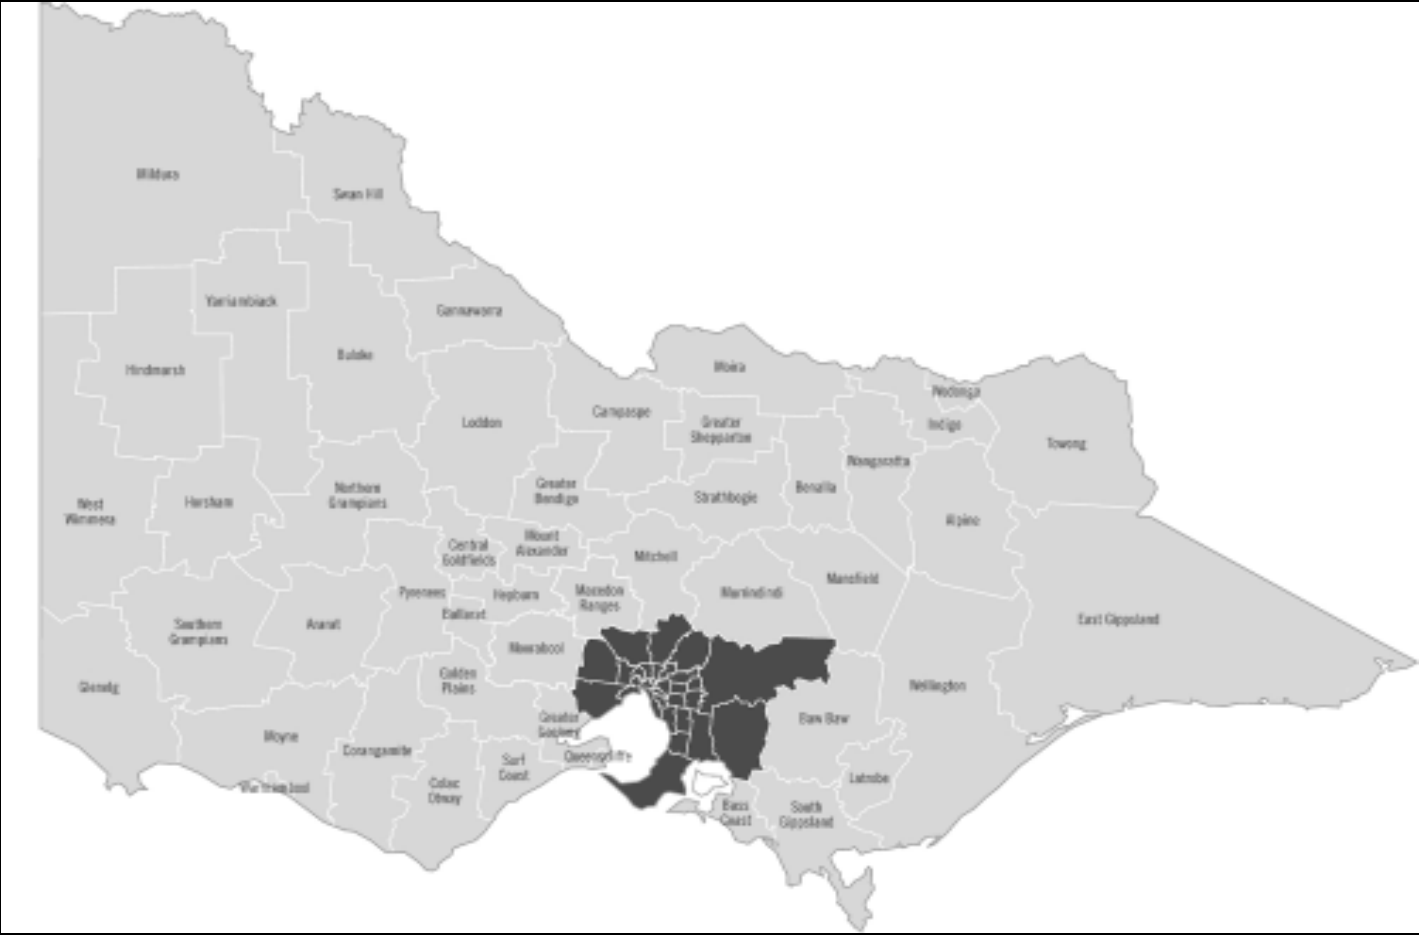 Mildura
Swan Hill
Yarriambiack
Gannawarra
Buloke
Hindmarsh
Moira
Wodonga
Campaspe
Loddon
Greater
Shepparton
Indigo
Towong
Wangaratta
Northern
Grampians
Greater
Bendigo
Strathbogie
Benalla
West
Wimmera
Horsham
Alpine
Central
Goldfields
Mount
Alexander
Mitchell
Mansfield
Pyrenees
Hepburn
Macedon
Ranges
Murrindindi
Ballarat
East Gippsland
Southern
Grampians
Ararat
Moorabool
Glenelg
Golden
Plains
Wellington
Greater
Geelong
Baw Baw
Moyne
Corangamite
Surf
Coast
Queenscliffe
Latrobe
Warrnambool
Colac
Otway
Bass
Coast
South
Gippsland